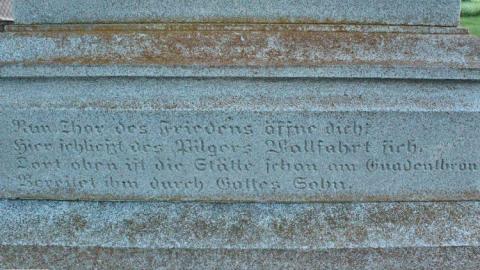 Nun Thor des Friedens öffne dich!
Hier schließt des Pilgers Wallfahrt sich.
Dort oben ist die Stätte schon am Gnadenthron
Bereitet ihm durch Gottes Sohn.